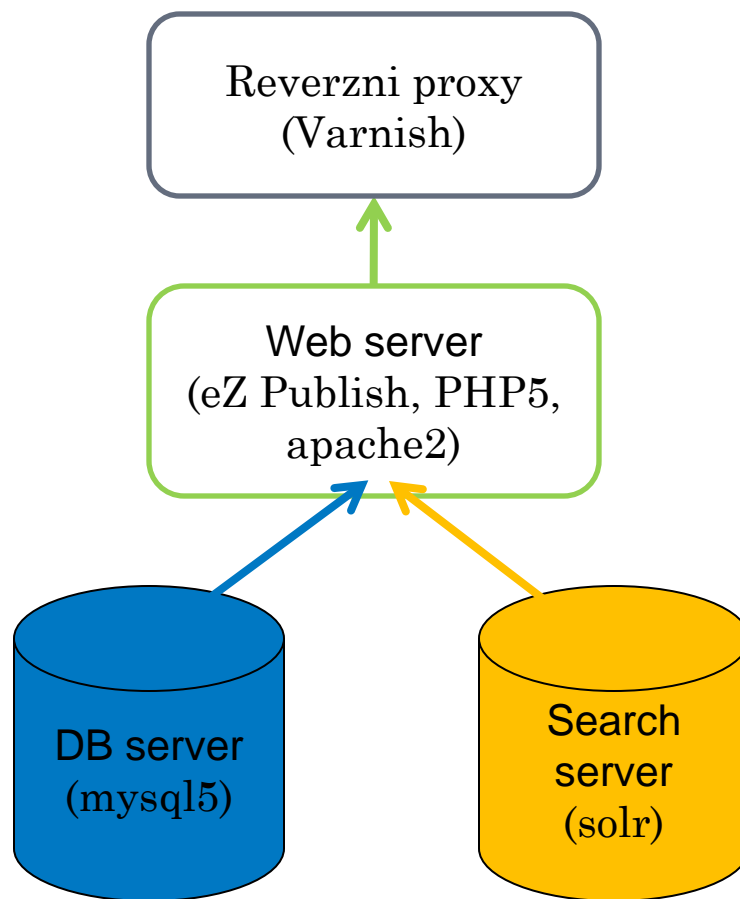 Reverzni proxy
(Varnish)
Web server
(eZ Publish, PHP5,
apache2)
DB server
(mysql5)
Search
server
(solr)